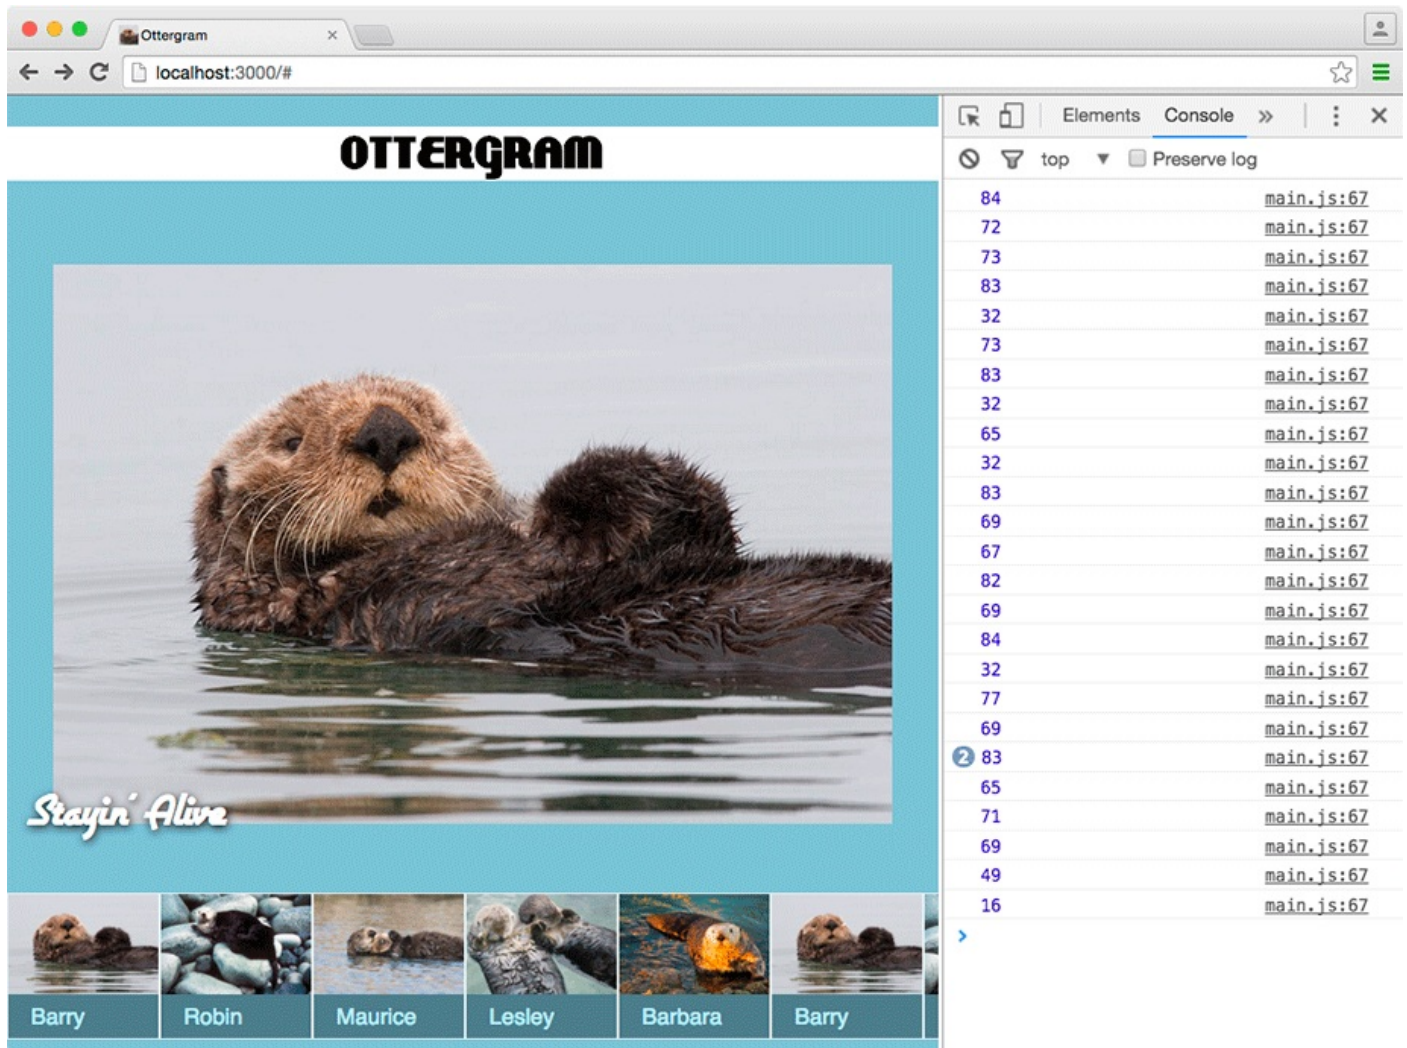 Ottergram
localhost:3000/#
OTTERGRAM
Stayin' Alive
Barry Robin Maurice Lesley Barbara Barry
Elements Console »
top ▼ Preserve log
84 main.js:67
72 main.js:67
73 main.js:67
83 main.js:67
32 main.js:67
73 main.js:67
83 main.js:67
32 main.js:67
65 main.js:67
32 main.js:67
83 main.js:67
69 main.js:67
67 main.js:67
82 main.js:67
69 main.js:67
84 main.js:67
32 main.js:67
77 main.js:67
69 main.js:67
2 83 main.js:67
65 main.js:67
71 main.js:67
69 main.js:67
49 main.js:67
16 main.js:67